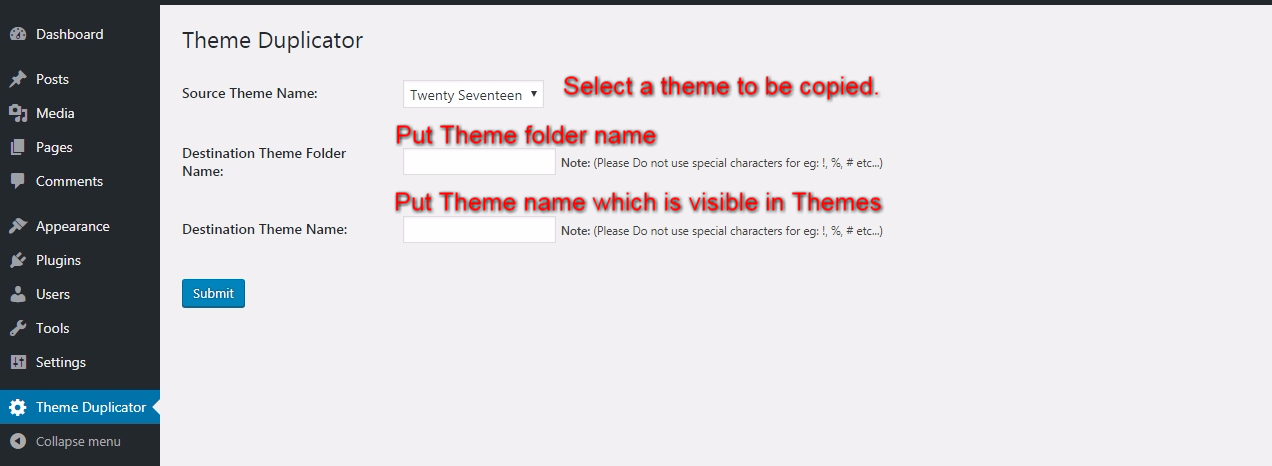 Dashboard
Posts
Media
Pages
Comments
Appearance
Plugins
Users
Tools
Settings
Theme Duplicator
Collapse menu
Theme Duplicator
Source Theme Name:
Twenty Seventeen
Select a theme to be copied.
Put Theme folder name
Destination Theme Folder
Name:
Note: (Please Do not use special characters for eg: !, %, # etc...)
Put Theme name which is visible in Themes
Destination Theme Name:
Note: (Please Do not use special characters for eg: !, %, # etc...)
Submit